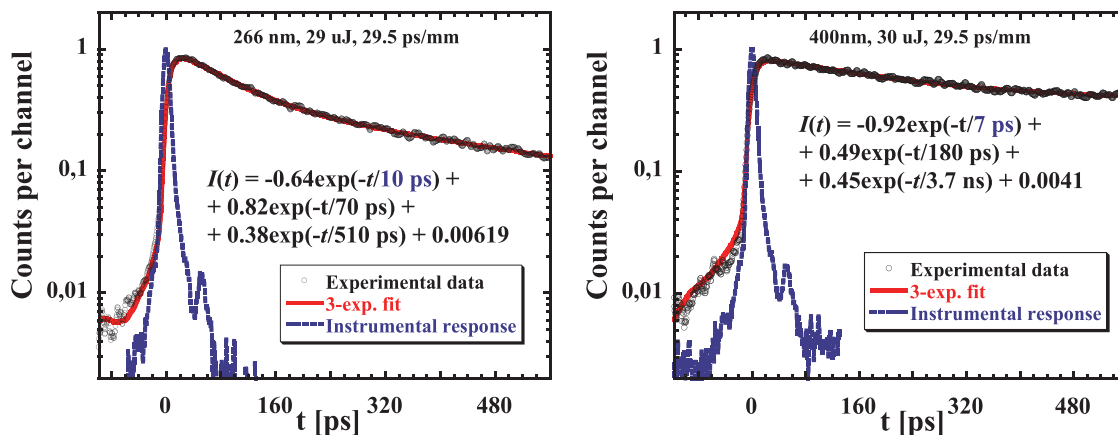 266 nm, 29 uJ, 29.5 ps/mm
Counts per channel
1
0.1
0,01
I(t) = -0.64exp(-t/10 ps) +
+ 0.82exp(-t/70 ps) +
+ 0.38exp(-t/510 ps) + 0.00619
Experimental data
3-exp. fit
Instrumental response
0
160
320
480
t [ps]
400nm, 30 uJ, 29.5 ps/mm
Counts per channel
1
0.1
0,01
I(t) = -0.92exp(-t/7 ps) +
+ 0.49exp(-t/180 ps) +
+ 0.45exp(-t/3.7 ns) + 0.0041
Experimental data
3-exp. fit
Instrumental response
0
160
320
480
t [ps]